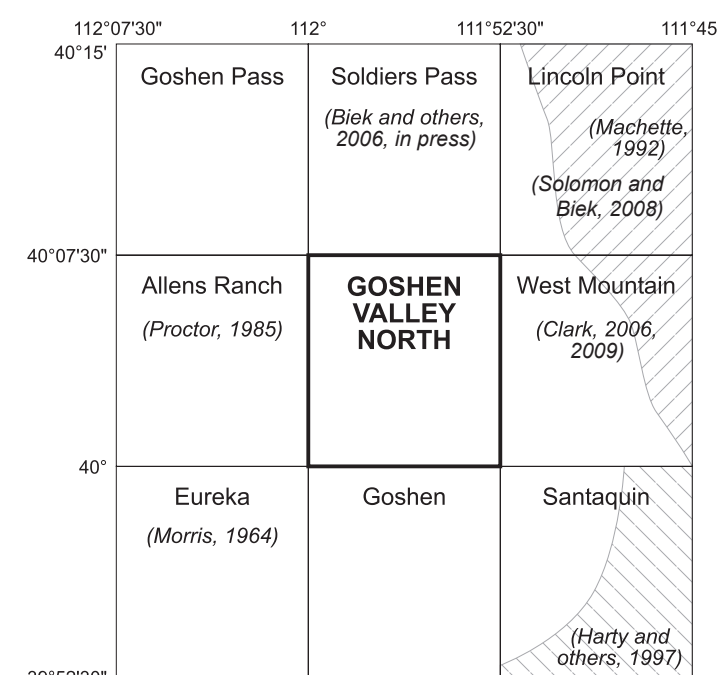 112°07'30"
112°
111°52'30"
111°45
40°15'
Goshen Pass
Soldiers Pass
(Biek and others,
2006, in press)
Lincoln Point
(Machette,
1992)
(Solomon and
Biek, 2008)
40°07'30"
Allens Ranch
(Proctor, 1985)
GOSHEN
VALLEY
NORTH
West Mountain
(Clark, 2006,
2009)
40°
Eureka
(Morris, 1964)
Goshen
Santaquin
(Harty and
others, 1997)